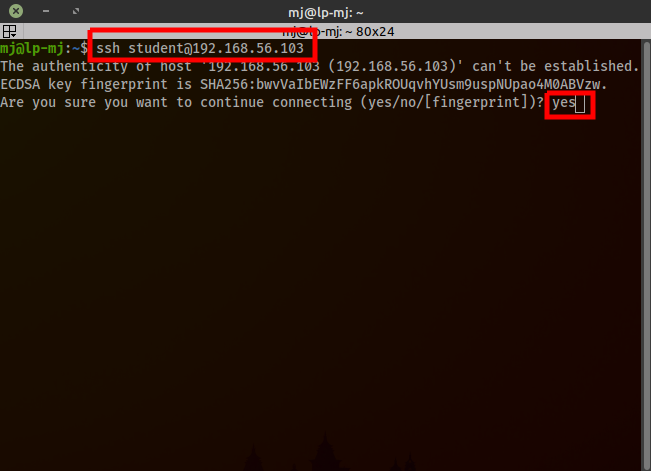 mj@lp-mj: ~
mj@lp-mj: ~ 80x24
mj@lp-mj:~$ ssh student@192.168.56.103
The authenticity of host '192.168.56.103 (192.168.56.103)' can't be established.
ECDSA key fingerprint is SHA256:bwvVaIbEWzFF6apkROUqvhYUsm9uspNUpao4M0ABVzw.
Are you sure you want to continue connecting (yes/no/[fingerprint])? yes